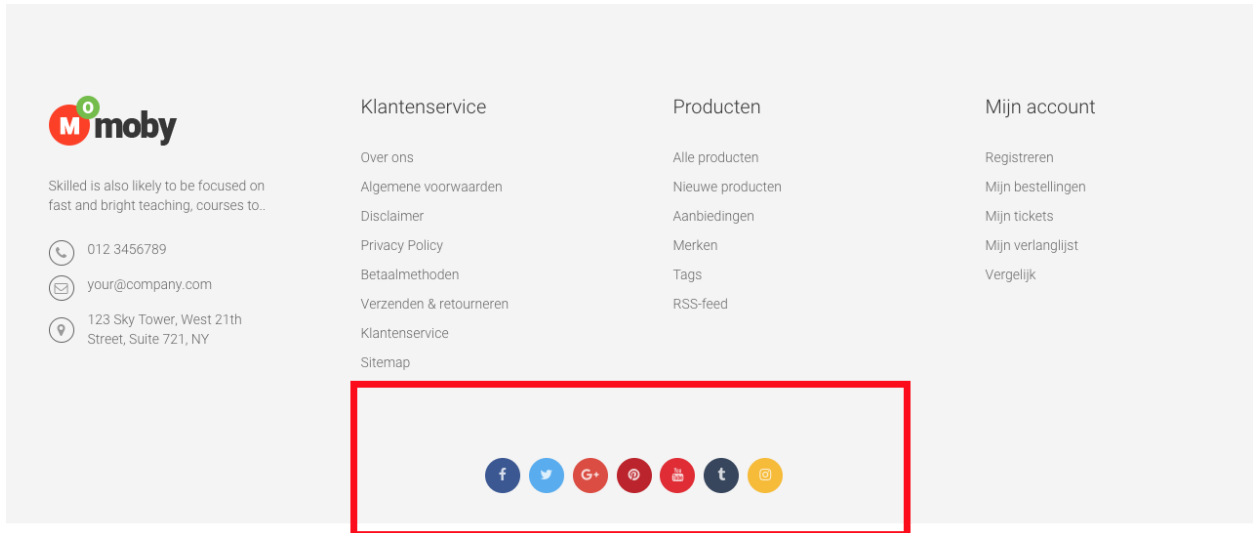 M O moby
Skilled is also likely to be focused on
fast and bright teaching, courses to..
012 3456789
your@company.com
123 Sky Tower, West 21th
Street, Suite 721, NY
Klantenservice
Over ons
Algemene voorwaarden
Disclaimer
Privacy Policy
Betaalmethoden
Verzenden & retourneren
Klantenservice
Sitemap
Producten
Alle producten
Nieuwe producten
Aanbiedingen
Merken
Tags
RSS-feed
Mijn account
Registreren
Mijn bestellingen
Mijn tickets
Mijn verlanglijst
Vergelijk
f G+ You Tube t